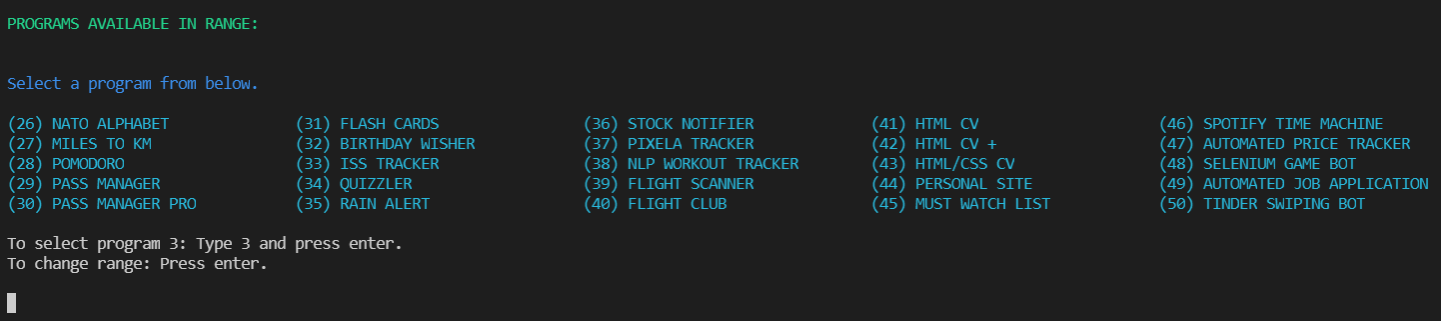 PROGRAMS AVAILABLE IN RANGE:
Select a program from below.
(26) NATO ALPHABET (31) FLASH CARDS (36) STOCK NOTIFIER (41) HTML CV (46) SPOTIFY TIME MACHINE
(27) MILES TO KM (32) BIRTHDAY WISHER (37) PIXELA TRACKER (42) HTML CV + (47) AUTOMATED PRICE TRACKER
(28) POMODORO (33) ISS TRACKER (38) NLP WORKOUT TRACKER (43) HTML/CSS CV (48) SELENIUM GAME BOT
(29) PASS MANAGER (34) QUIZZLER (39) FLIGHT SCANNER (44) PERSONAL SITE (49) AUTOMATED JOB APPLICATION
(30) PASS MANAGER PRO (35) RAIN ALERT (40) FLIGHT CLUB (45) MUST WATCH LIST (50) TINDER SWIPING BOT
To select program 3: Type 3 and press enter.
To change range: Press enter.